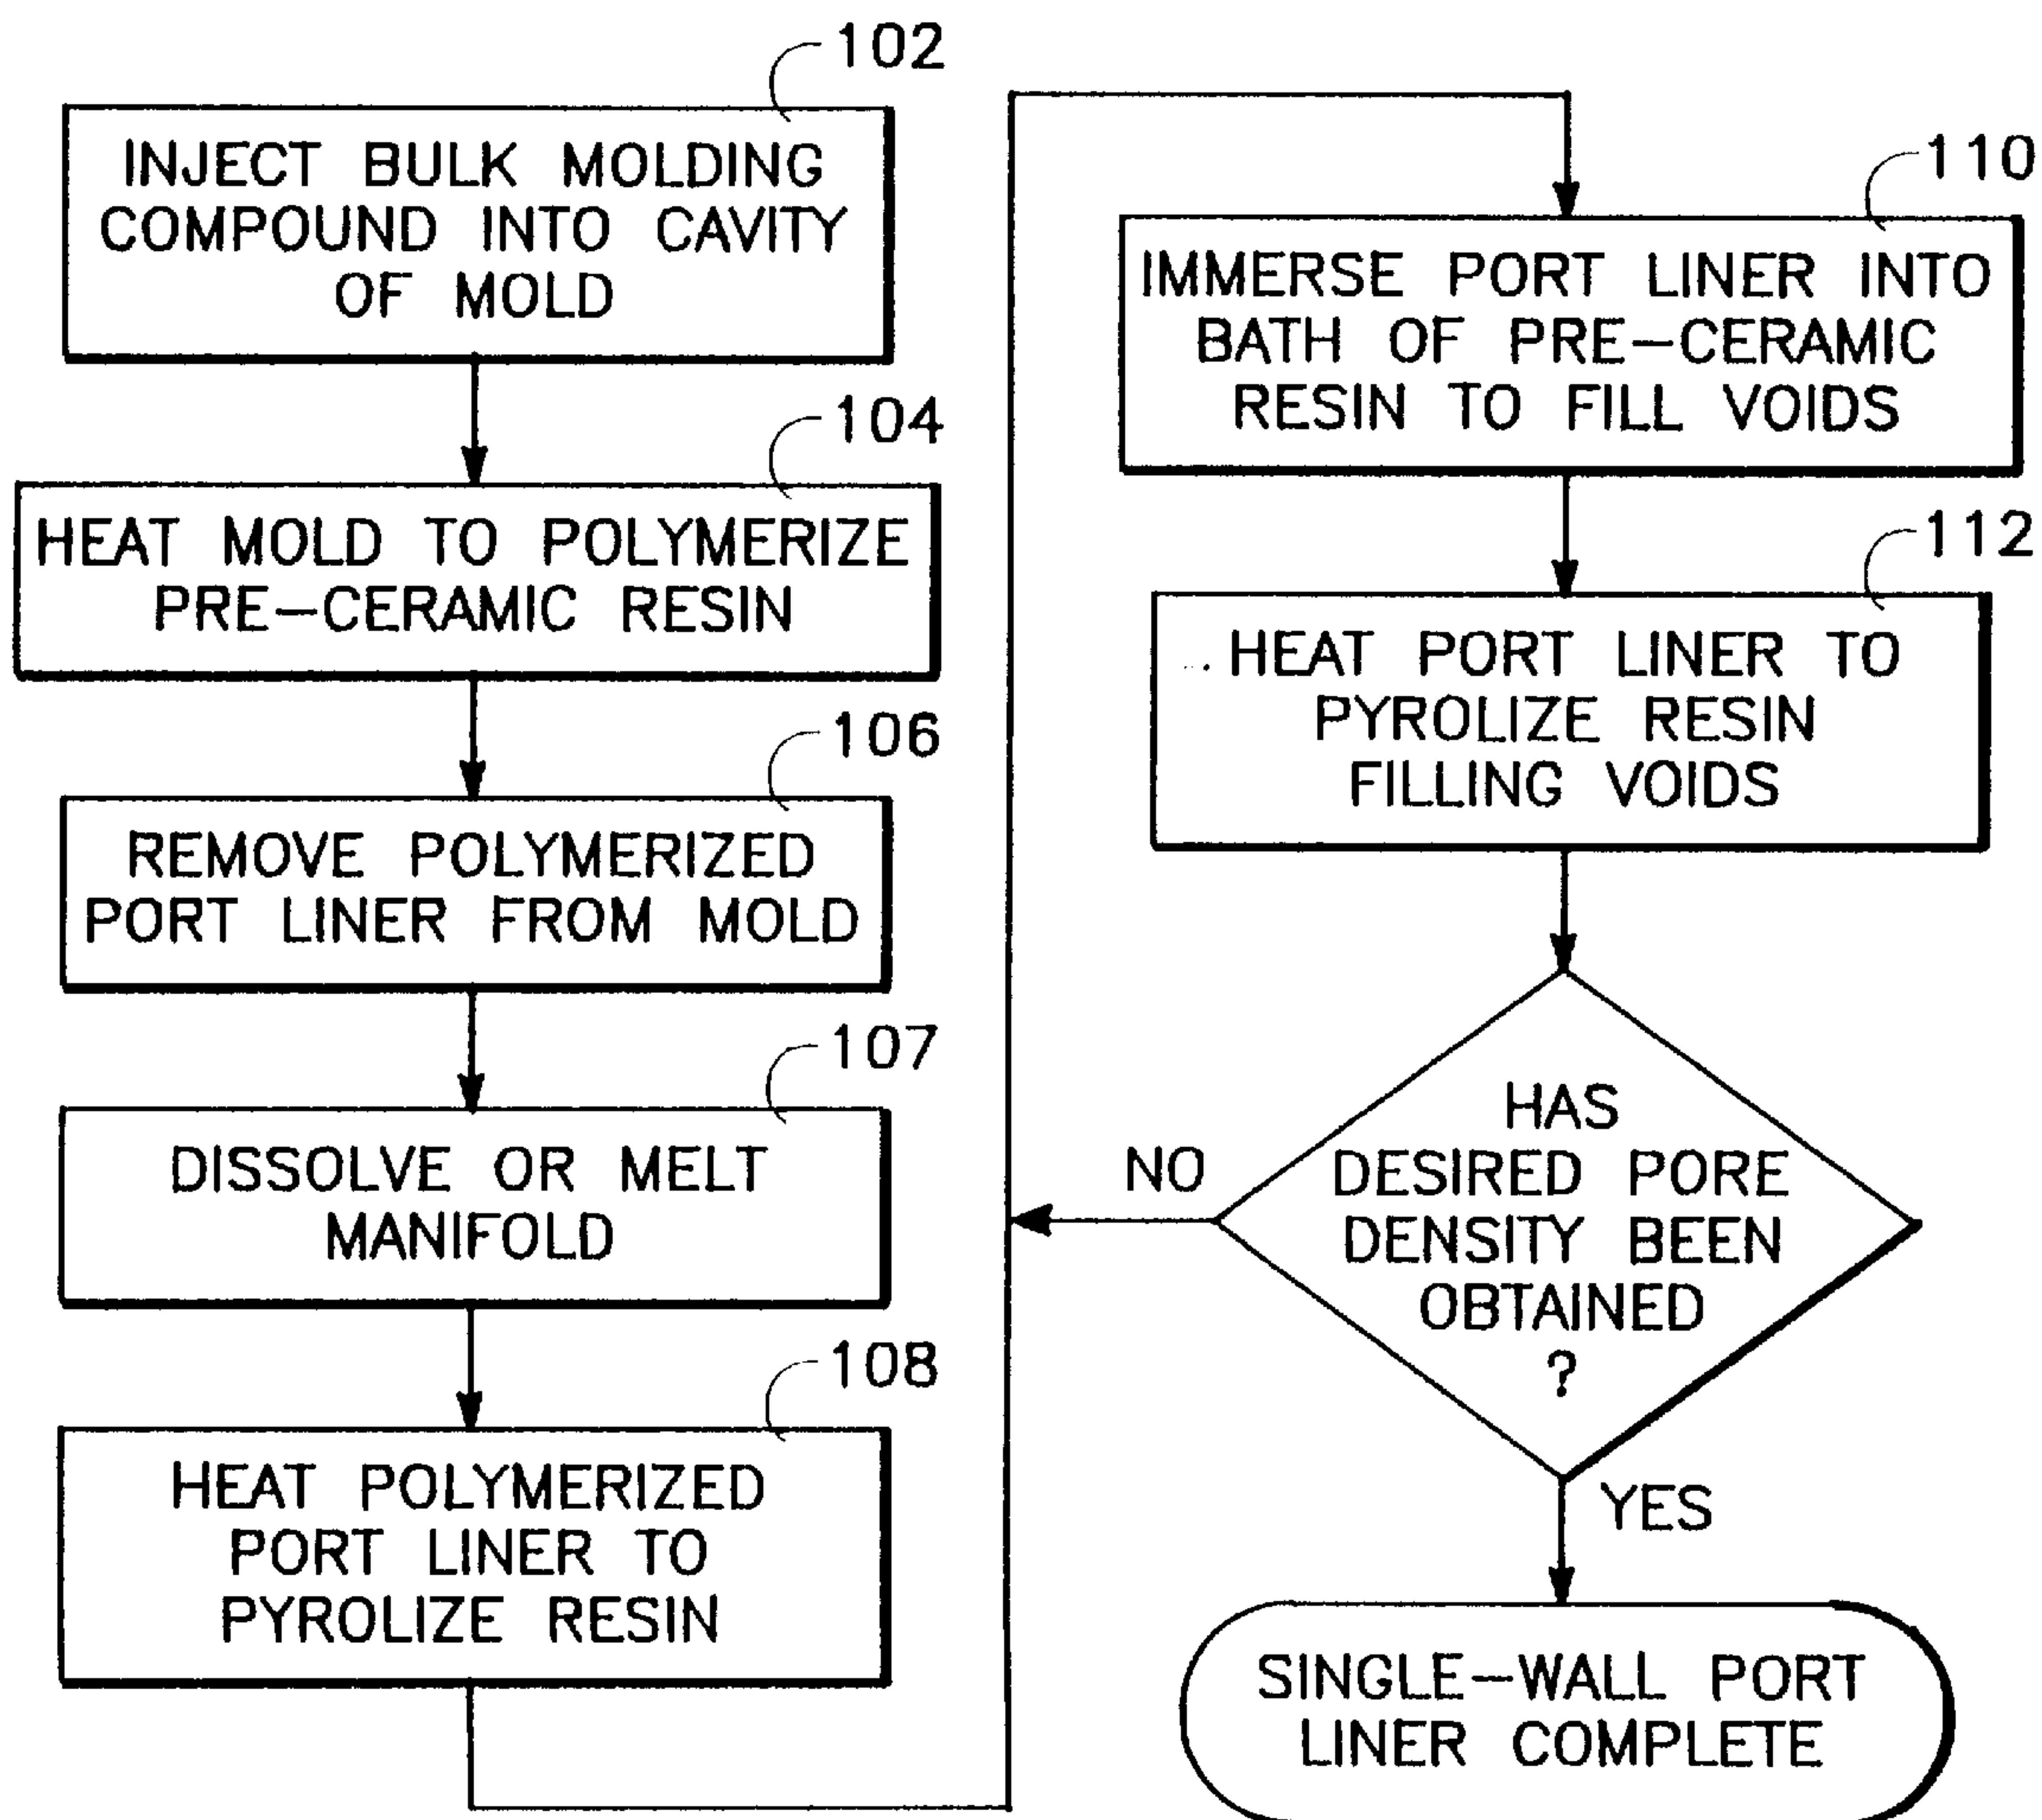 102
INJECT BULK MOLDING
COMPOUND INTO CAVITY
OF MOLD
104
HEAT MOLD TO POLYMERIZE
PRE-CERAMIC RESIN
106
REMOVE POLYMERIZED
PORT LINER FROM MOLD
107
DISSOLVE OR MELT
MANIFOLD
108
HEAT POLYMERIZED
PORT LINER TO
PYROLIZE RESIN
110
IMMERSE PORT LINER INTO
BATH OF PRE-CERAMIC
RESIN TO FILL VOIDS
112
HEAT PORT LINER TO
PYROLIZE RESIN
FILLING VOIDS
HAS
DESIRED PORE
DENSITY BEEN
OBTAINED
?
NO
YES
SINGLE-WALL PORT
LINER COMPLETE